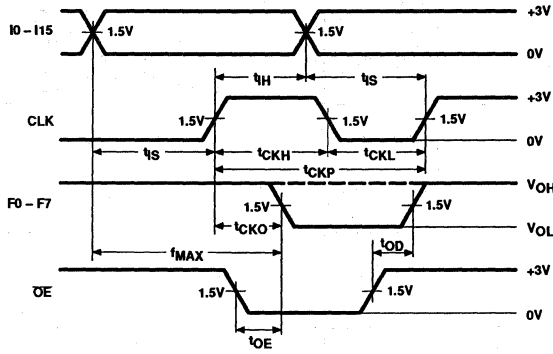 I0 – I15 1.5V 1.5V +3V
0V
tIH tIS
CLK 1.5V 1.5V 1.5V +3V
0V
tIS tCKH tCKL
tCKP
F0 – F7 1.5V 1.5V VOH
VOL
tCKO tOD
fMAX
OE 1.5V 1.5V +3V
0V
tOE